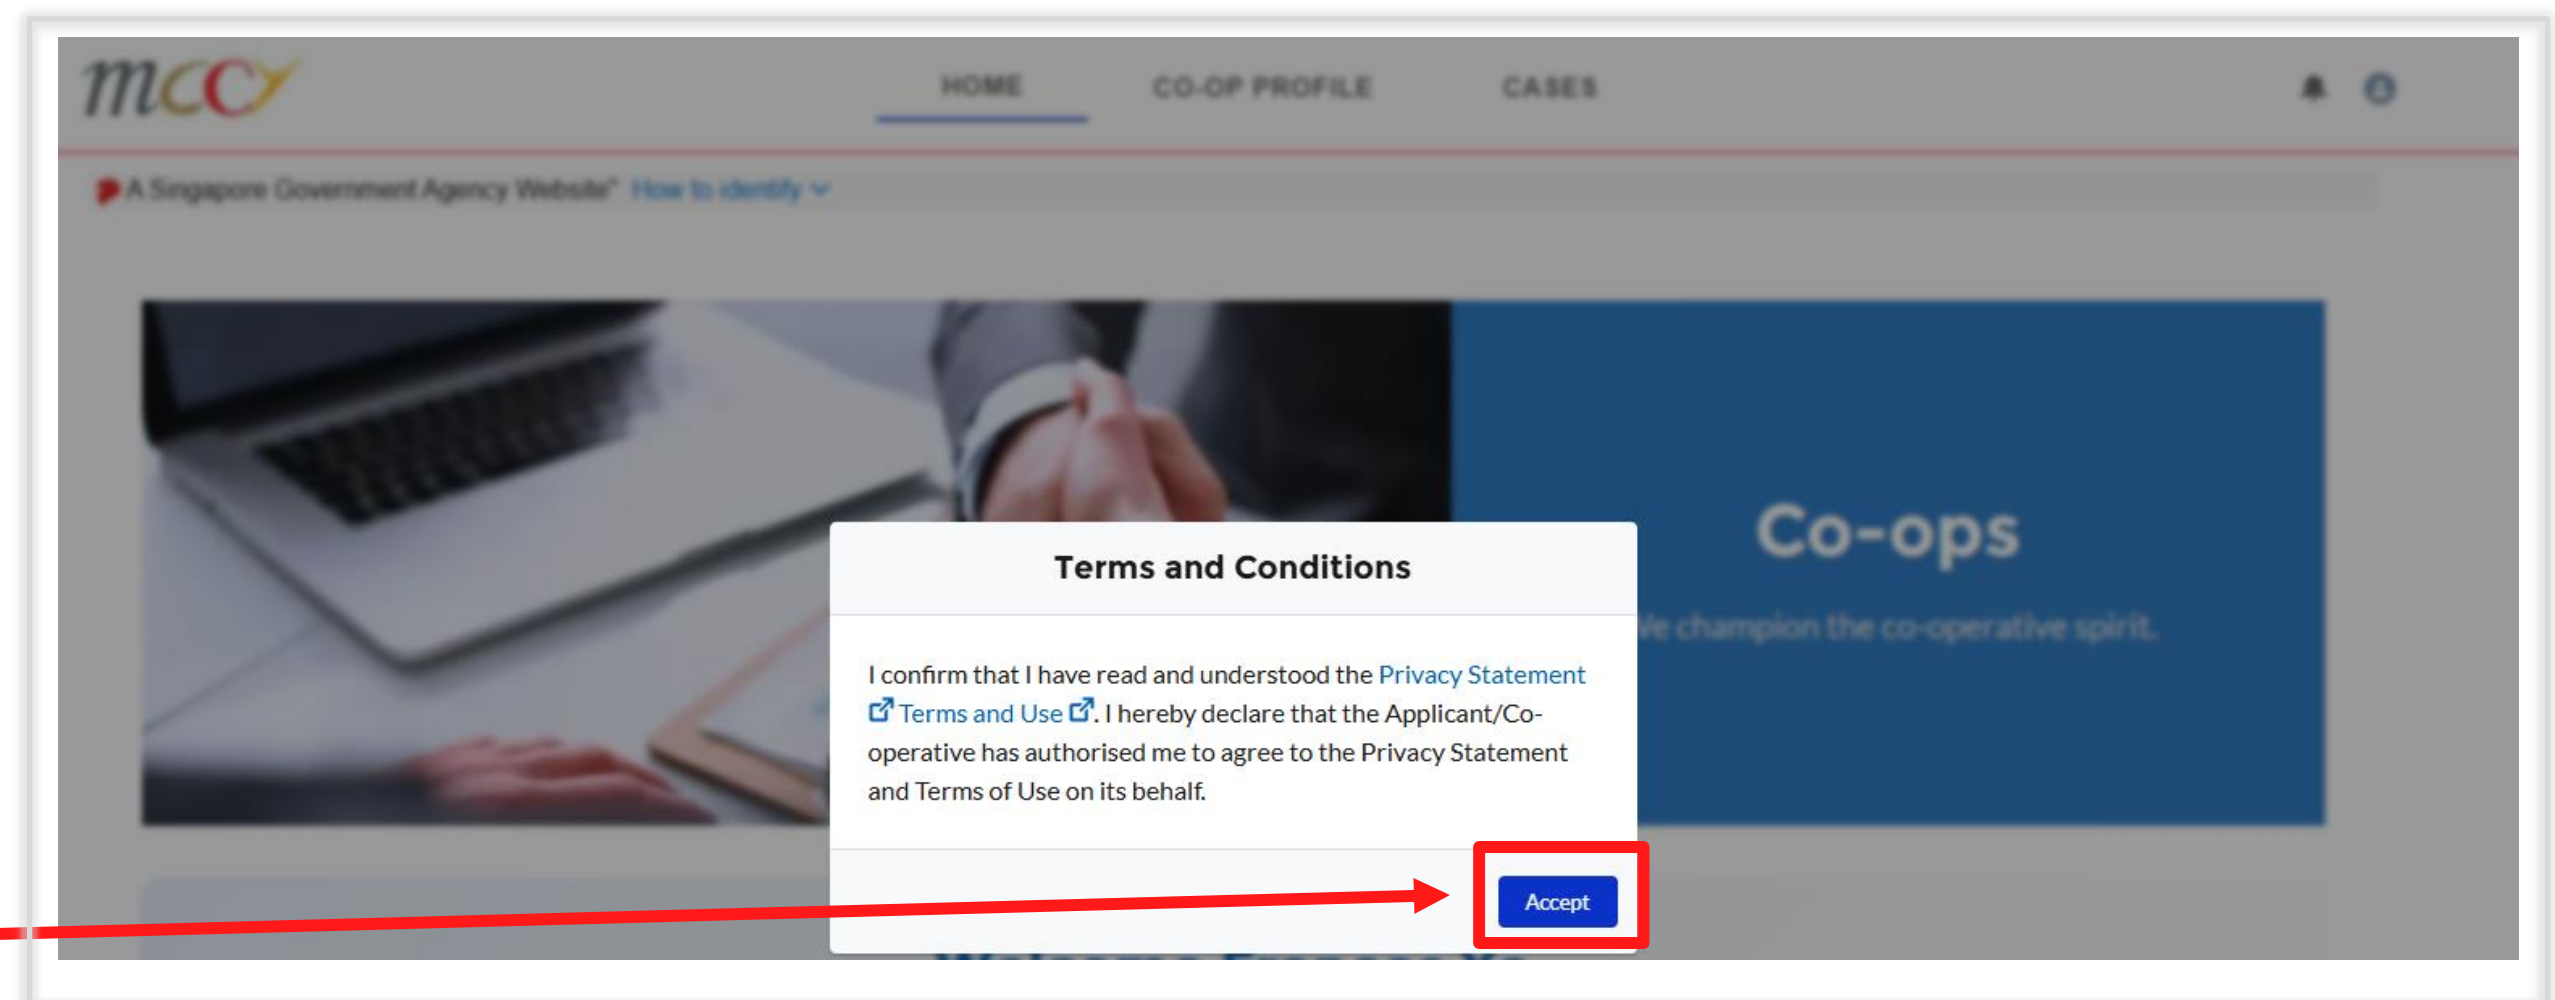 mccy
HOME CO-OP PROFILE CASES
A Singapore Government Agency Website" How to identify
Co-ops
We champion the co-operative spirit.
Terms and Conditions
I confirm that I have read and understood the Privacy Statement
Terms and Use . I hereby declare that the Applicant/Co-
operative has authorised me to agree to the Privacy Statement
and Terms of Use on its behalf.
Accept